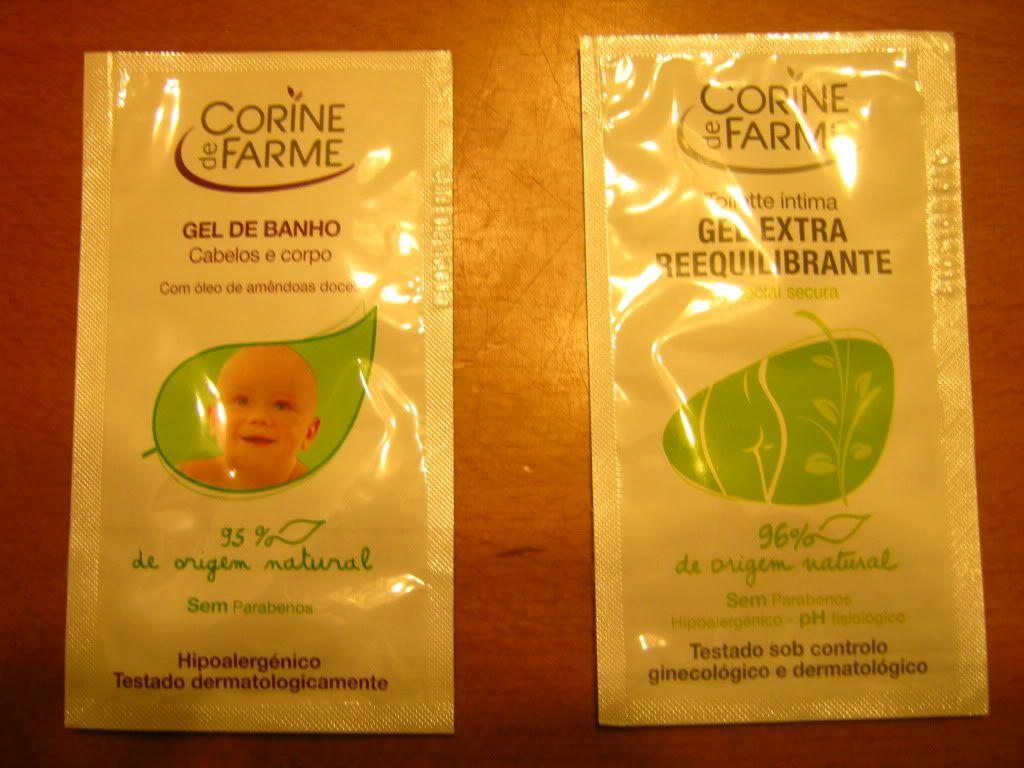 CORINE
de FARME
GEL DE BANHO
Cabelos e corpo
Com óleo de amêndoas doces
95 %
de origem natural
Sem Parabenos
Hipoalergénico
Testado dermatologicamente
CORINE
de FARME
Toilette íntima
GEL EXTRA
REEQUILIBRANTE
secura
96%
de origem natural
Sem Parabenos
Hipoalergénico - pH fisiológico
Testado sob controlo
ginecológico e dermatológico